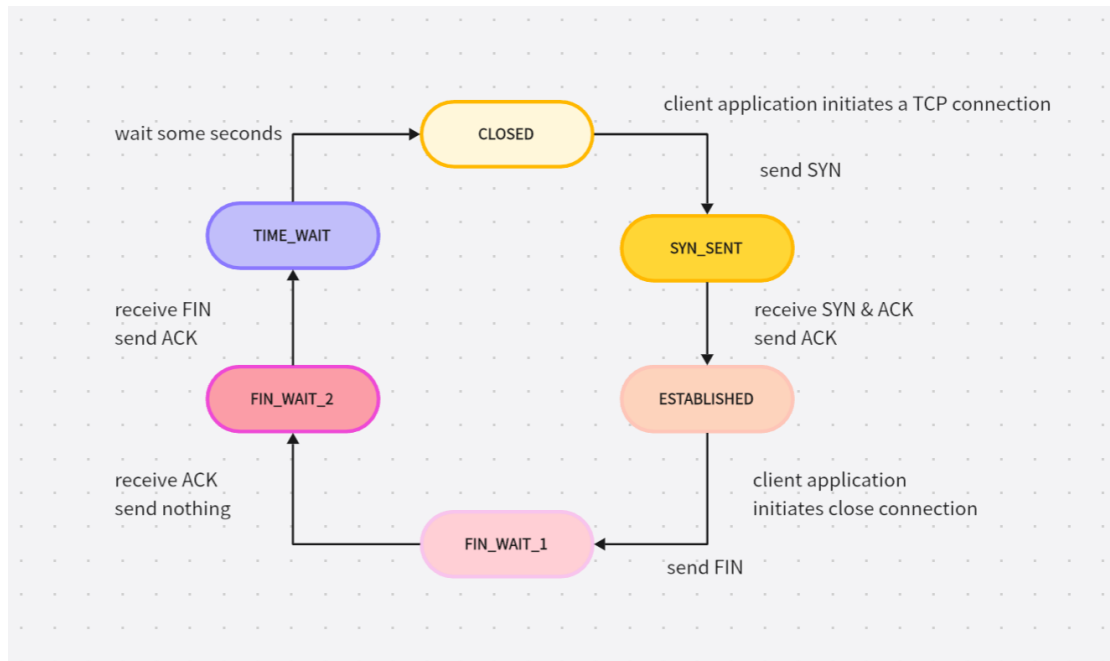 client application initiates a TCP connection
wait some seconds
CLOSED
send SYN
TIME_WAIT
SYN_SENT
receive FIN
send ACK
receive SYN & ACK
send ACK
FIN_WAIT_2
ESTABLISHED
receive ACK
send nothing
client application
initiates close connection
FIN_WAIT_1
send FIN